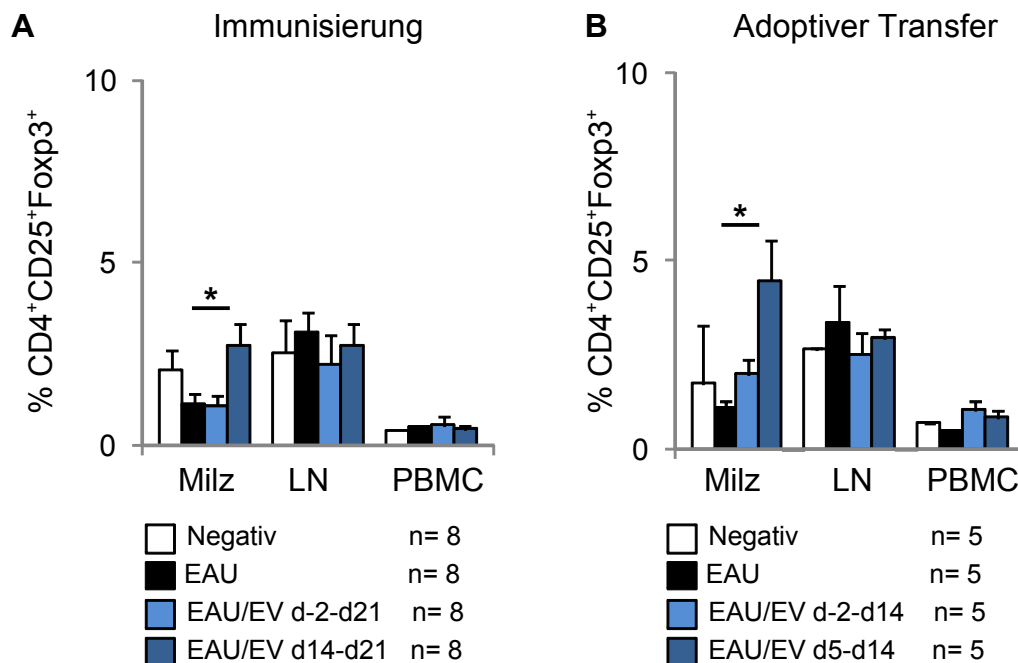 A Immunisierung
% CD4+CD25+Foxp3+
10
5
0
*
Milz LN PBMC
Negativ n= 8
EAU n= 8
EAU/EV d-2-d21 n= 8
EAU/EV d14-d21 n= 8
B Adoptiver Transfer
% CD4+CD25+Foxp3+
10
5
0
*
Milz LN PBMC
Negativ n= 5
EAU n= 5
EAU/EV d-2-d14 n= 5
EAU/EV d5-d14 n= 5